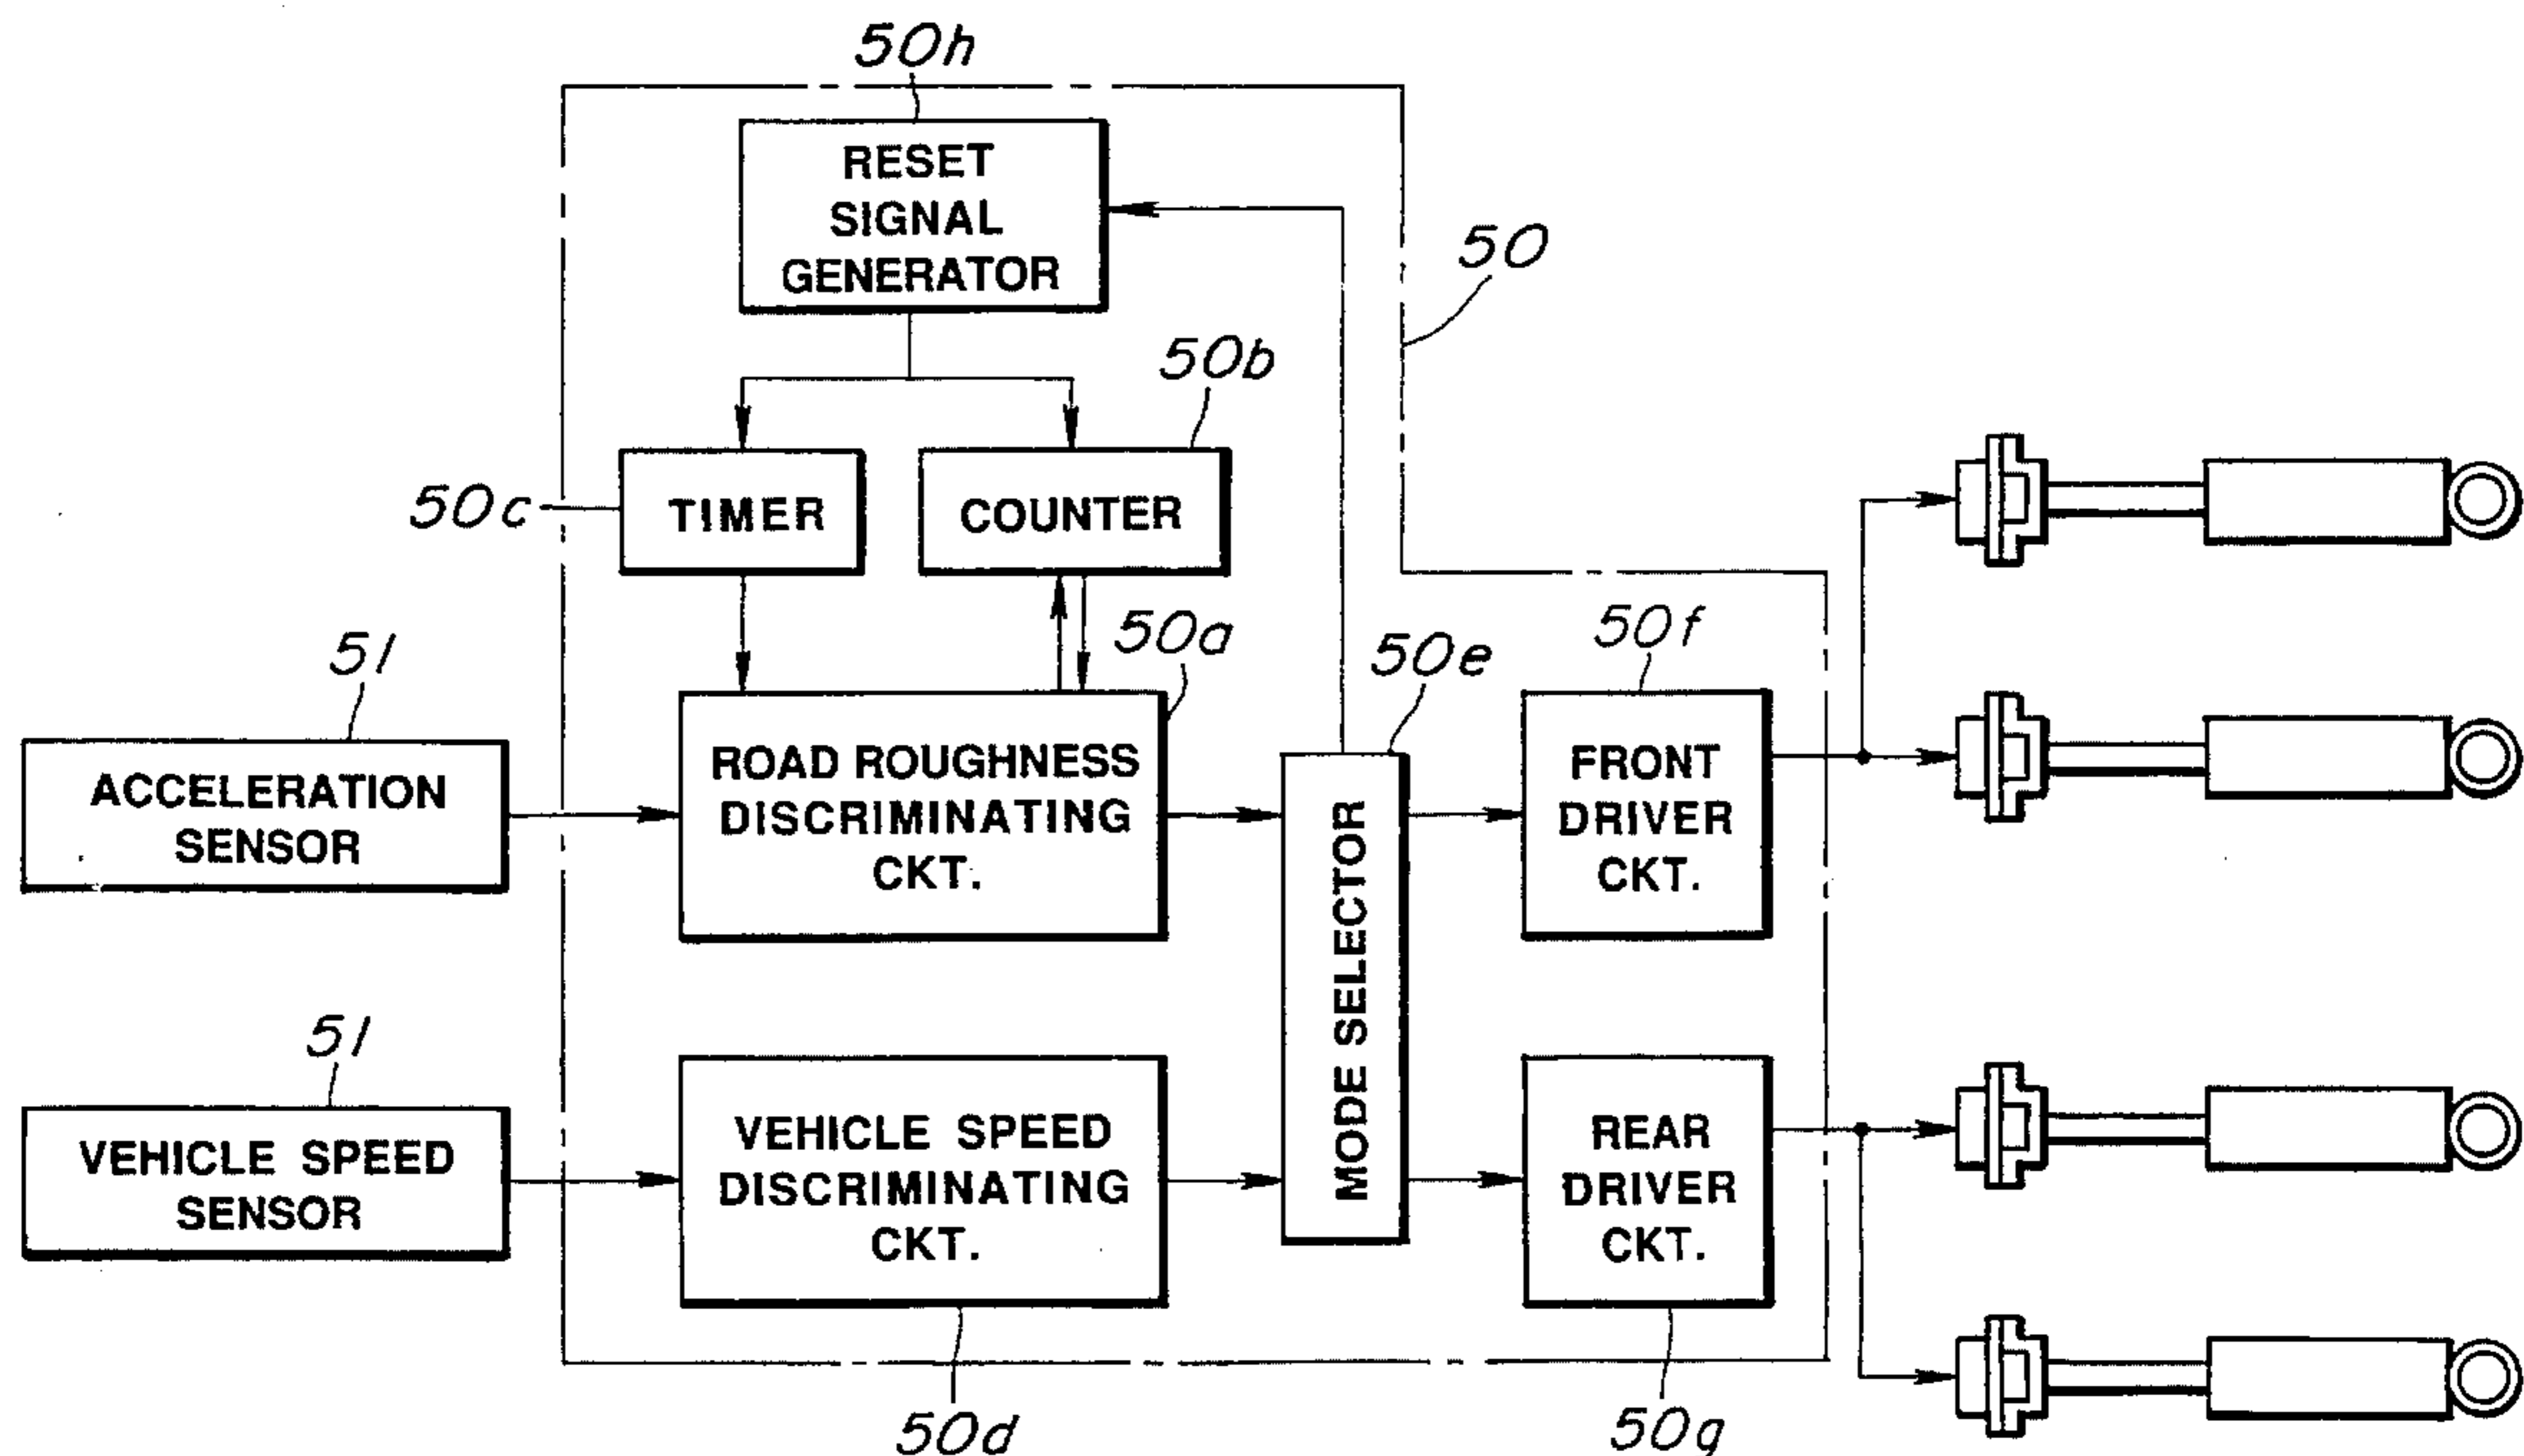 50h
RESET
SIGNAL
GENERATOR
50
50b
50c
TIMER
COUNTER
51
50a
50e
50f
ACCELERATION
SENSOR
ROAD ROUGHNESS
DISCRIMINATING
CKT.
MODE SELECTOR
FRONT
DRIVER
CKT.
51
VEHICLE SPEED
SENSOR
VEHICLE SPEED
DISCRIMINATING
CKT.
REAR
DRIVER
CKT.
50d
50g